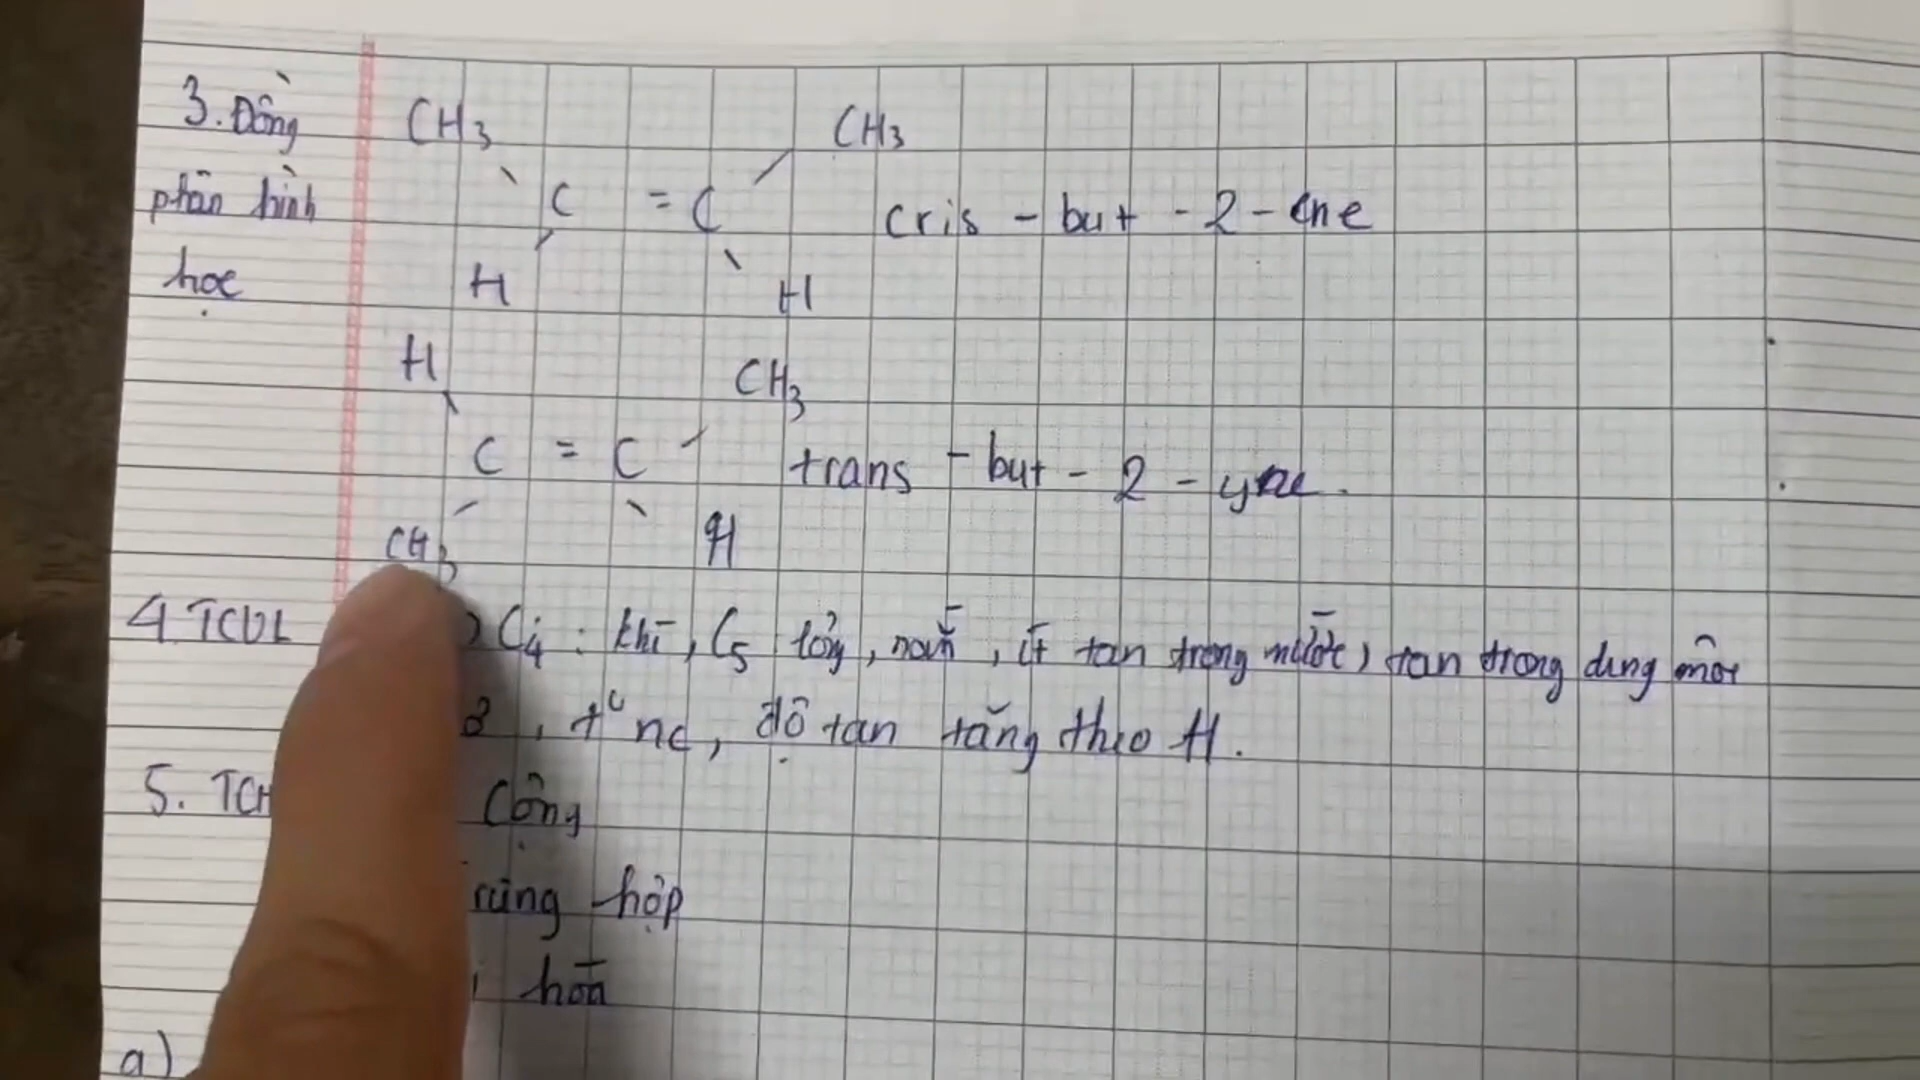 3. Đồng
phân hình
học
CH3 CH3
C = C cris - but - 2 - ene
H H
H CH3
C = C trans - but - 2 - yne.
CH3 H
4. TCVL C4 : khí, C5 lỏng, , ít tan trong nước, tan trong dung môi
, t° nc, độ tan tăng theo H.
5. TCH Cộng
rùng hợp
hóa
a)